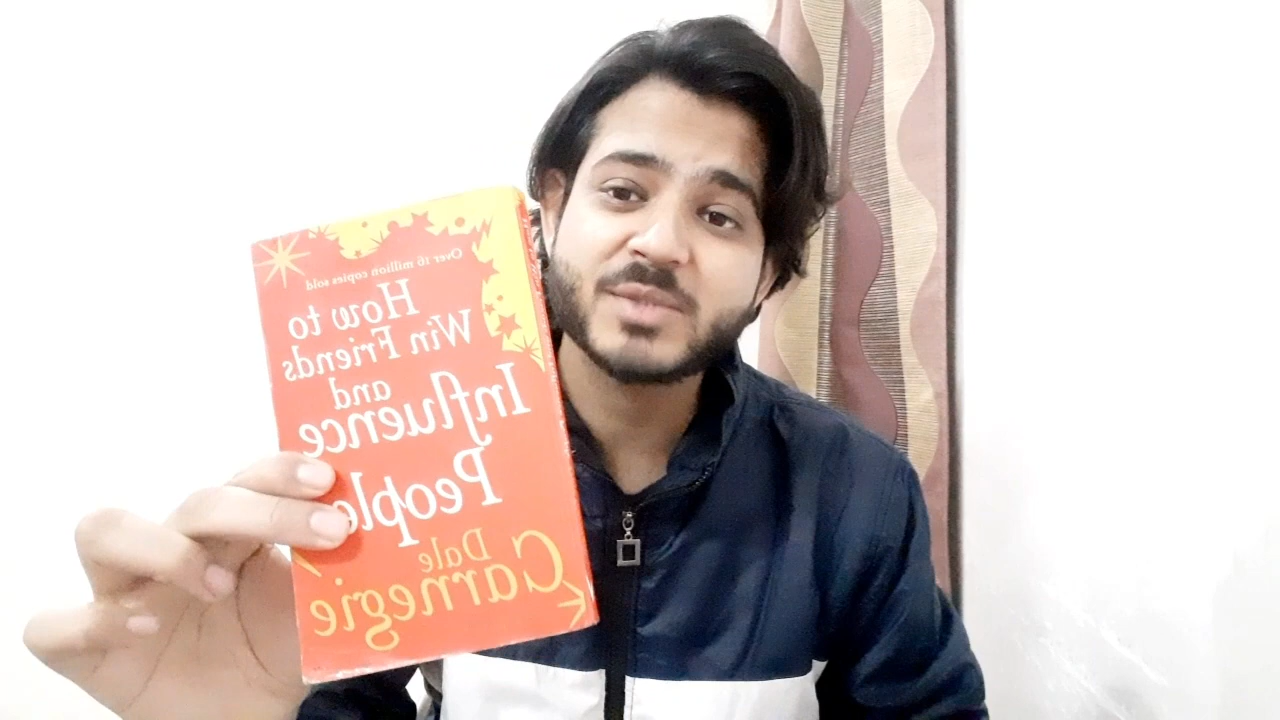 Over 16 million copies sold
How to
Win Friends
and
Influence
People
Dale
Carnegie